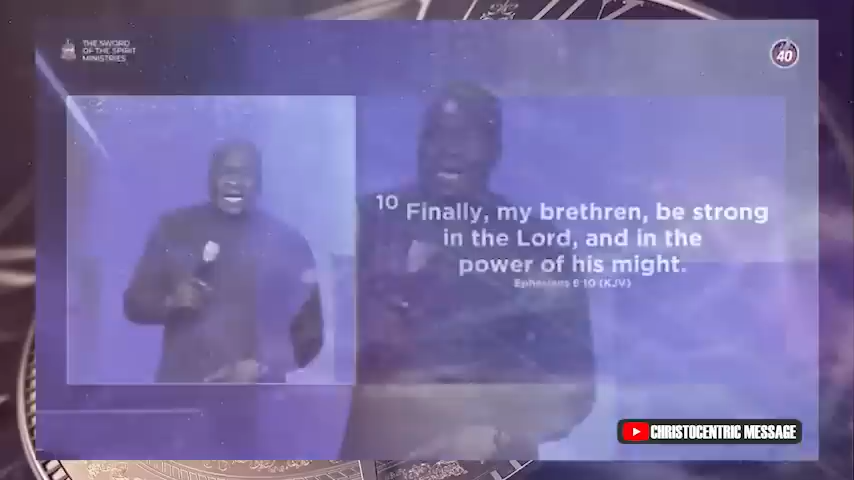 THE SWORD
OF THE SPIRIT
MINISTRIES
40
10 Finally, my brethren, be strong
in the Lord, and in the
power of his might.
Ephesians 6:10 (KJV)
CHRISTOCENTRIC MESSAGE